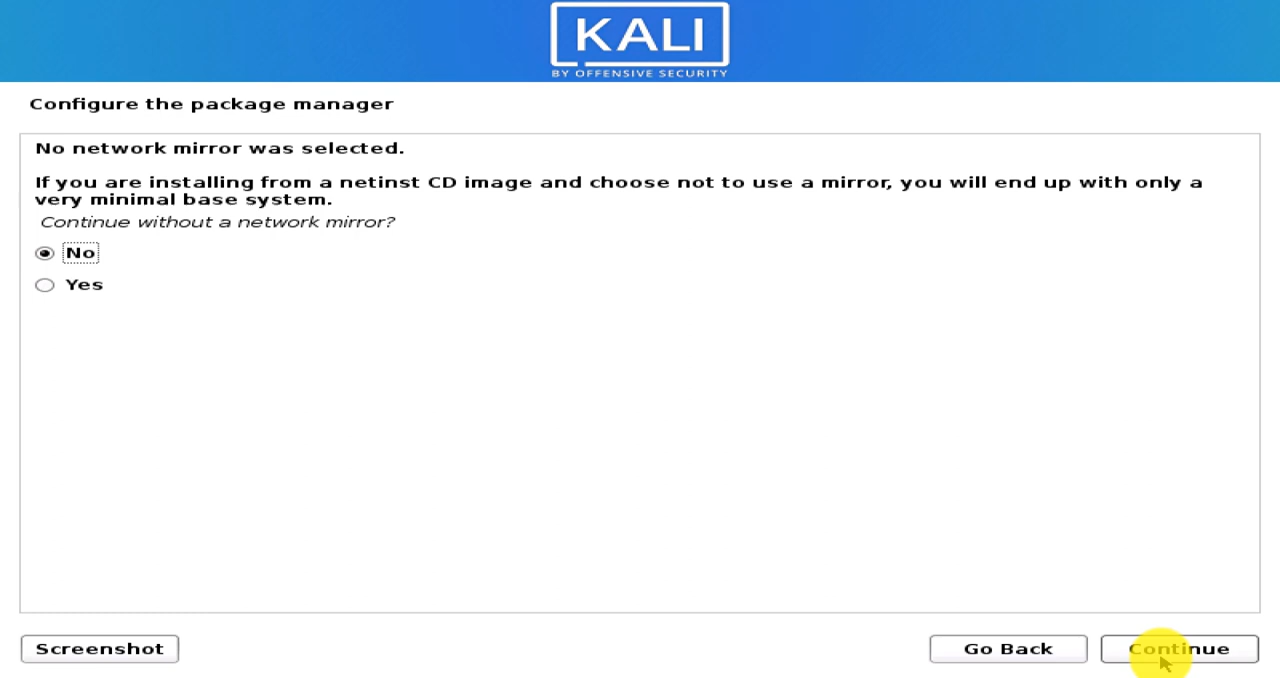 KALI
BY OFFENSIVE SECURITY
Configure the package manager
No network mirror was selected.
If you are installing from a netinst CD image and choose not to use a mirror, you will end up with only a
very minimal base system.
Continue without a network mirror?
No
Yes
Screenshot
Go Back
Continue